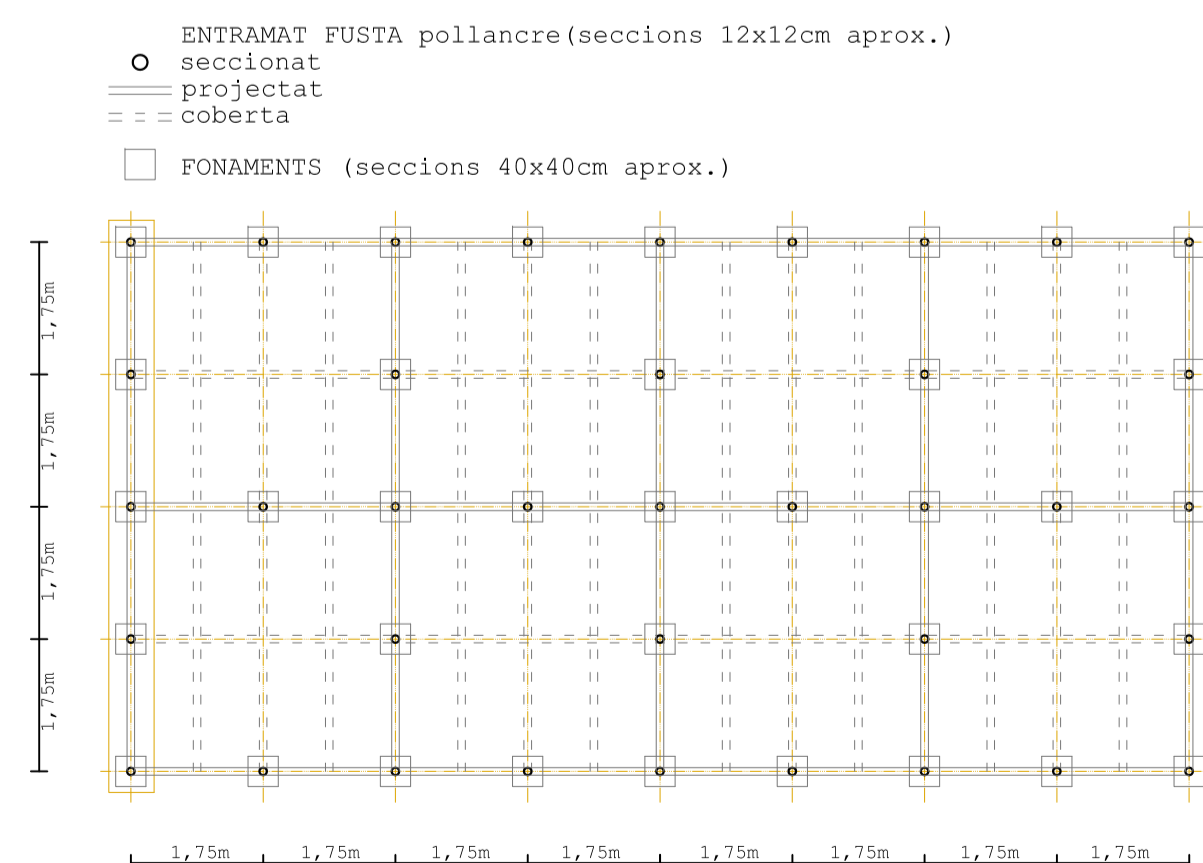 ENTRAMAT FUSTA pollancre(seccions 12x12cm aprox.)
seccionat
projectat
coberta
FONAMENTS (seccions 40x40cm aprox.)
1,75m
1,75m
1,75m
1,75m
1,75m 1,75m 1,75m 1,75m 1,75m 1,75m 1,75m 1,75m